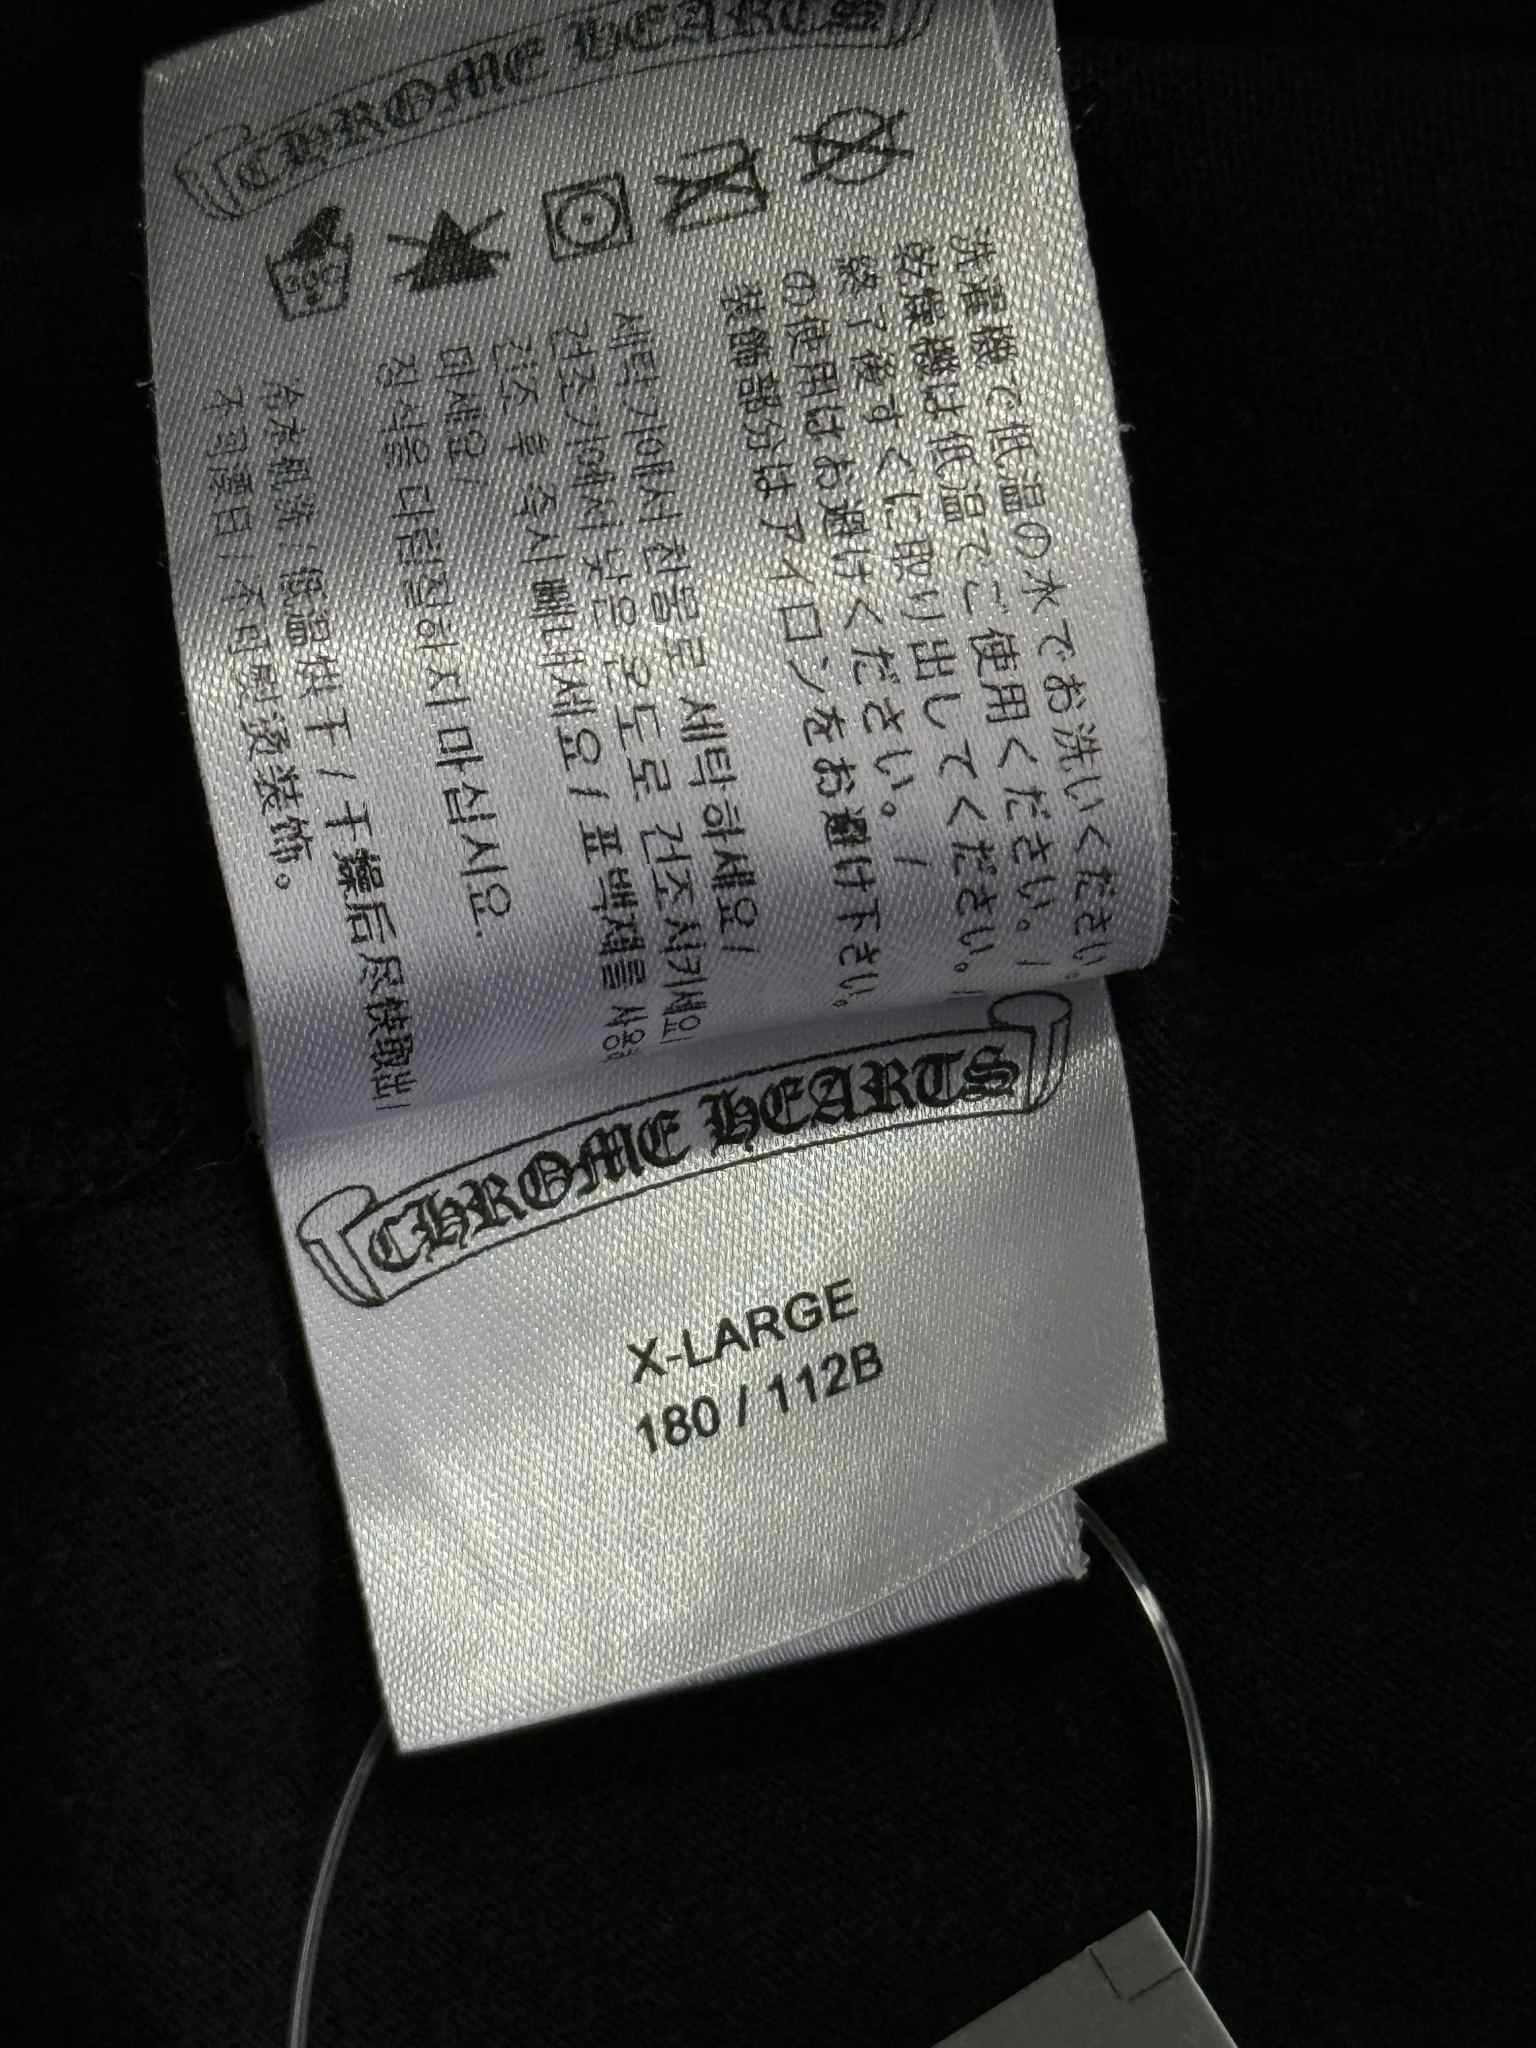 CHROME HEARTS
洗濯機で低温の水でお洗いください。
乾燥機は低温でご使用ください。/
終了後すぐに取り出してください。/
の使用はお避けください。/
装飾部分はアイロンをお避け下さい。
세탁기에서 찬물로 세탁하세요/
건조기에서 낮은 온도로 건조시키세요/
건조 후 즉시 빼내세요/표백제를 사용하
마세요/
장식을 다림질하지 마십시요.
冷水机洗/低温烘干/干燥后尽快取出/
不可漂白/不可熨烫装饰。
CHROME HEARTS
X-LARGE
180 / 112B